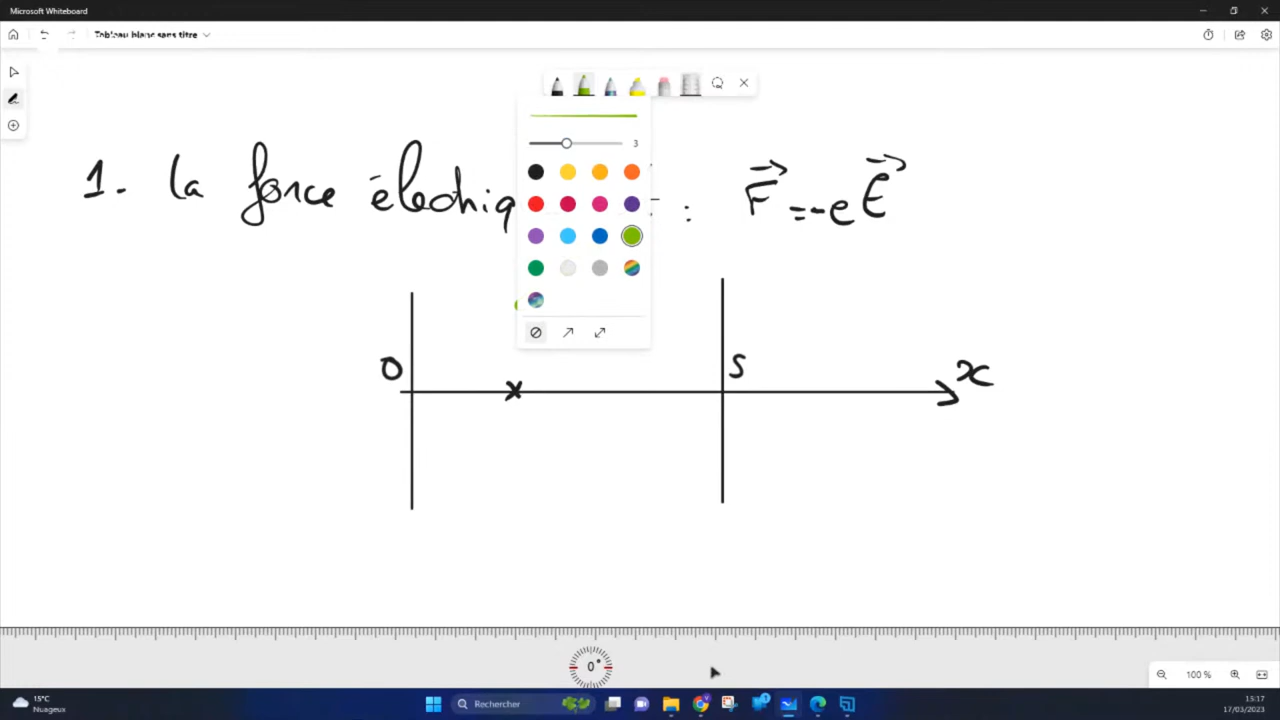 Microsoft Whiteboard
Tableau blanc sans titre
3
1. la force électriq : F = -e E
O
S
x
0°
100 %
15°C
Nuageux
Rechercher
15:17
17/03/2023